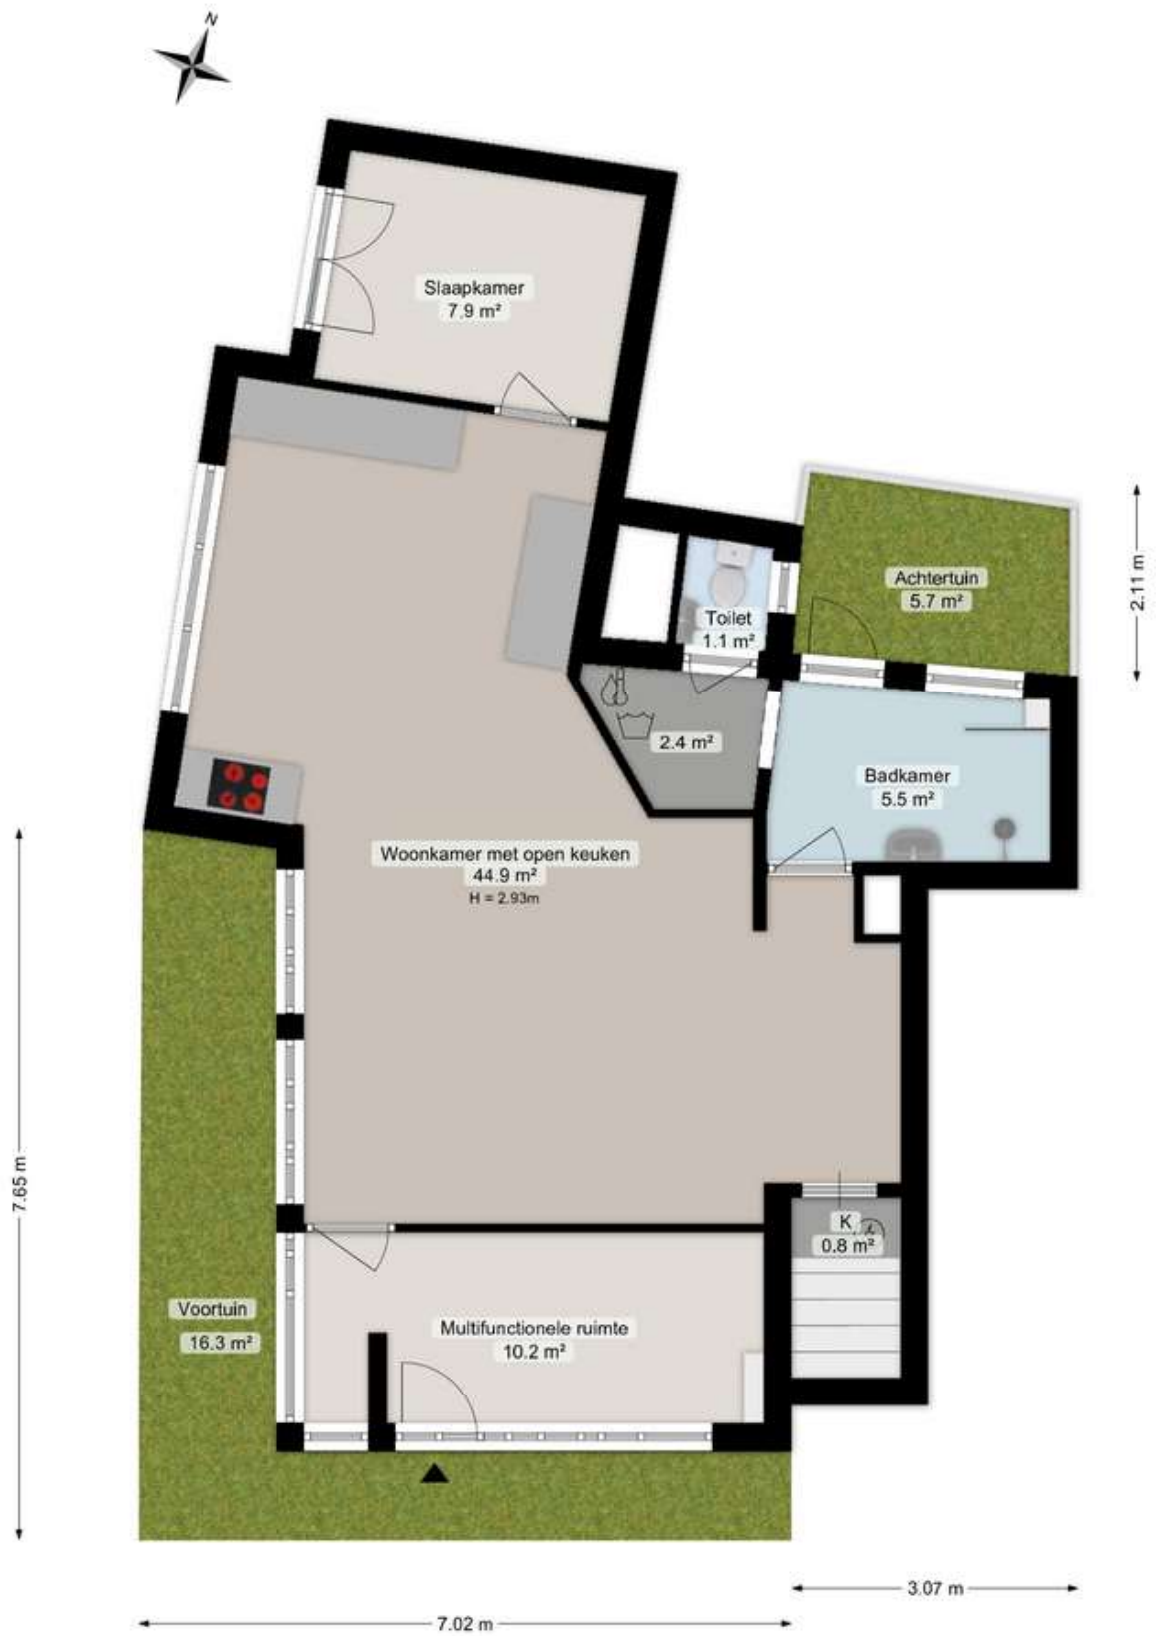 N
Slaapkamer
7.9 m²
Achtertuin
5.7 m²
2.11 m
Toilet
1.1 m²
2.4 m²
Badkamer
5.5 m²
Woonkamer met open keuken
44.9 m²
H = 2.93m
7.65 m
K
0.8 m²
Voortuin
16.3 m²
Multifunctionele ruimte
10.2 m²
3.07 m
7.02 m